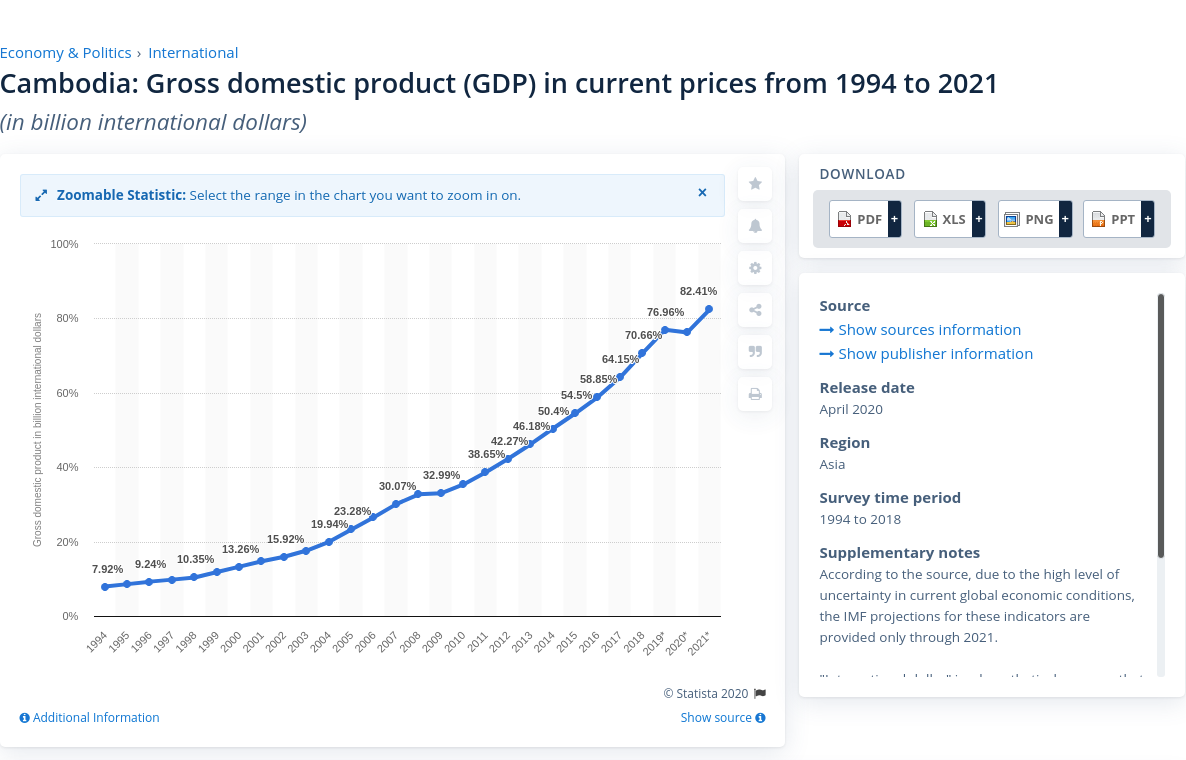 Economy & Politics › International
Cambodia: Gross domestic product (GDP) in current prices from 1994 to 2021
(in billion international dollars)
Zoomable Statistic: Select the range in the chart you want to zoom in on.
×
Gross domestic product in billion international dollars
100%
80%
60%
40%
20%
0%
7.92%
9.24%
10.35%
13.26%
15.92%
19.94%
23.28%
30.07%
32.99%
38.65%
42.27%
46.18%
50.4%
54.5%
58.85%
64.15%
70.66%
76.96%
82.41%
1994
1995
1996
1997
1998
1999
2000
2001
2002
2003
2004
2005
2006
2007
2008
2009
2010
2011
2012
2013
2014
2015
2016
2017
2018
2019*
2020*
2021*
© Statista 2020
Additional Information
Show source
DOWNLOAD
PDF +
XLS +
PNG +
PPT +
Source
Show sources information
Show publisher information
Release date
April 2020
Region
Asia
Survey time period
1994 to 2018
Supplementary notes
According to the source, due to the high level of
uncertainty in current global economic conditions,
the IMF projections for these indicators are
provided only through 2021.